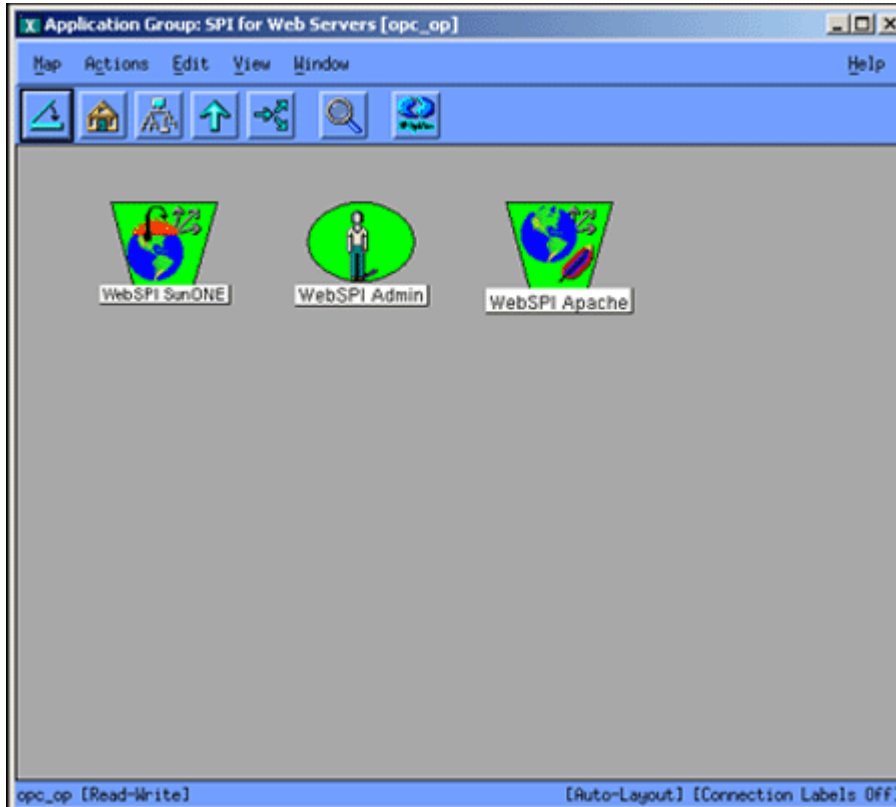 Application Group: SPI for Web Servers [opc_op]
Map Actions Edit View Window Help
WebSPI SunONE
WebSPI Admin
WebSPI Apache
opc_op [Read-Write] [Auto-Layout] [Connection Labels Off]